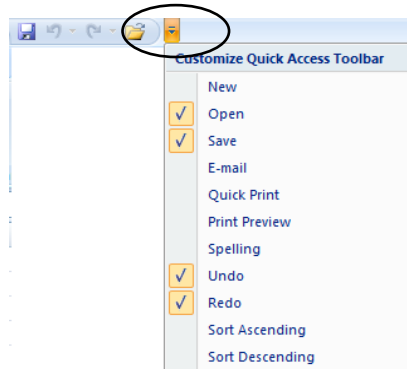 Customize Quick Access Toolbar
New
Open
Save
E-mail
Quick Print
Print Preview
Spelling
Undo
Redo
Sort Ascending
Sort Descending